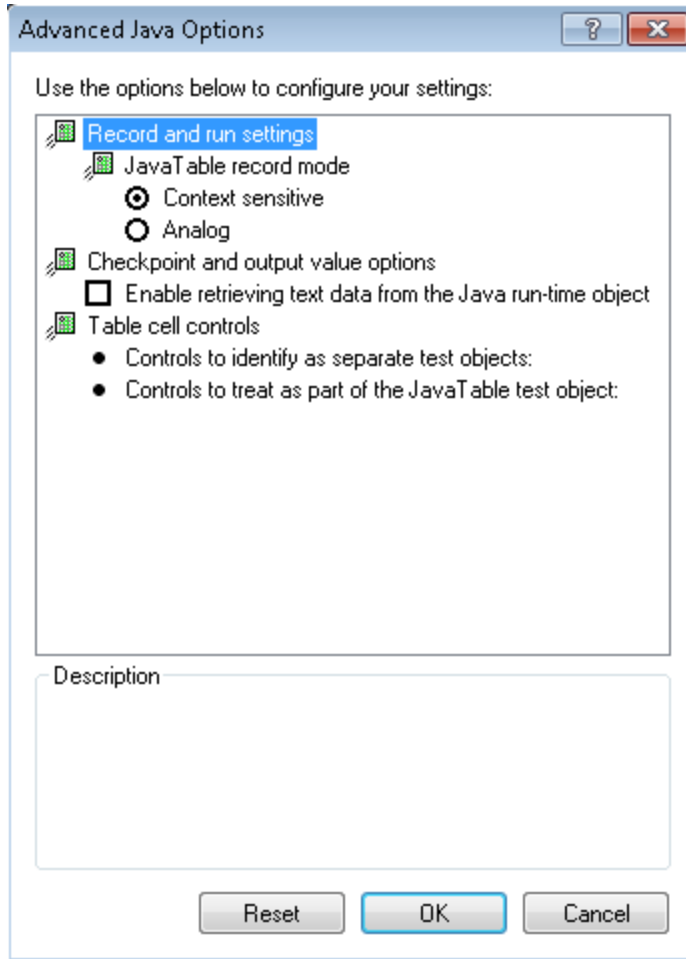 Advanced Java Options
Use the options below to configure your settings:
Record and run settings
JavaTable record mode
Context sensitive
Analog
Checkpoint and output value options
Enable retrieving text data from the Java run-time object
Table cell controls
Controls to identify as separate test objects:
Controls to treat as part of the JavaTable test object:
Description
Reset OK Cancel